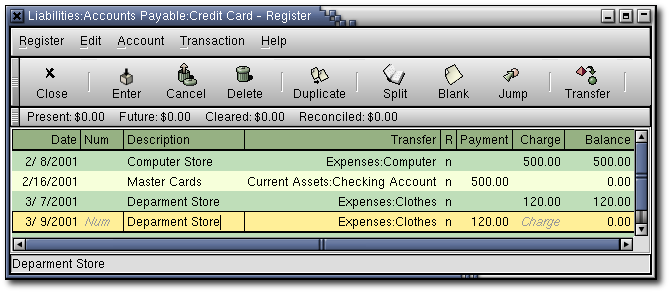 Liabilities:Accounts Payable:Credit Card - Register
Register Edit Account Transaction Help
Close Enter Cancel Delete Duplicate Split Blank Jump Transfer
Present: $0.00 Future: $0.00 Cleared: $0.00 Reconciled: $0.00
Date Num Description Transfer R Payment Charge Balance
2/ 8/2001 Computer Store Expenses:Computer n 500.00 500.00
2/16/2001 Master Cards Current Assets:Checking Account n 500.00 0.00
3/ 7/2001 Deparment Store Expenses:Clothes n 120.00 120.00
3/ 9/2001 Num Deparment Store Expenses:Clothes n 120.00 Charge 0.00
Deparment Store